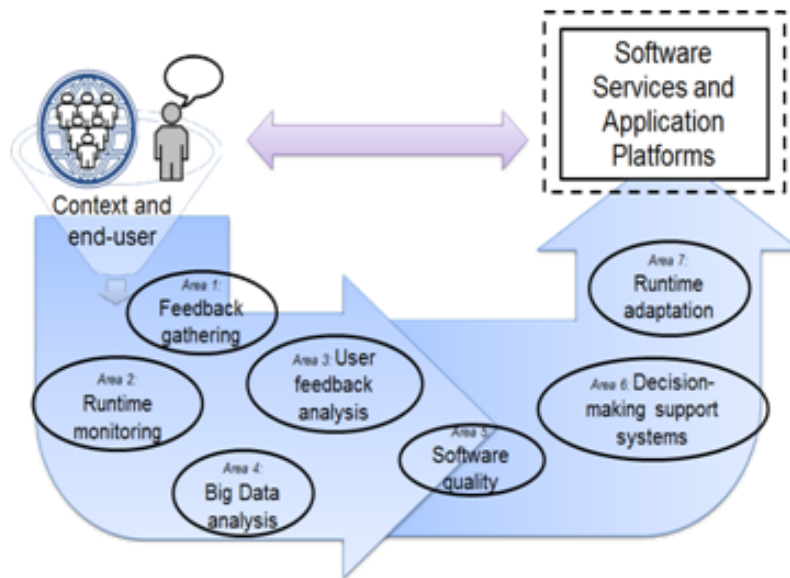 Software
Services and
Application
Platforms
Context and
end-user
Area 1:
Feedback
gathering
Area 2:
Runtime
monitoring
Area 3: User
feedback
analysis
Area 4:
Big Data
analysis
Area 5:
Software
quality
Area 6: Decision-
making support
systems
Area 7:
Runtime
adaptation